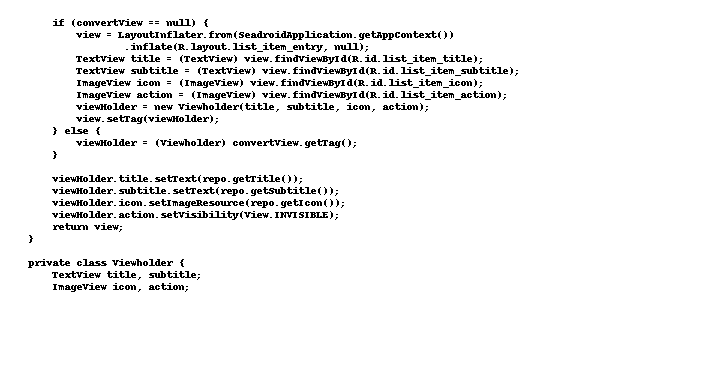 if (convertView == null) {
view = LayoutInflater.from(SeadroidApplication.getAppContext())
.inflate(R.layout.list_item_entry, null);
TextView title = (TextView) view.findViewById(R.id.list_item_title);
TextView subtitle = (TextView) view.findViewById(R.id.list_item_subtitle);
ImageView icon = (ImageView) view.findViewById(R.id.list_item_icon);
ImageView action = (ImageView) view.findViewById(R.id.list_item_action);
viewHolder = new Viewholder(title, subtitle, icon, action);
view.setTag(viewHolder);
} else {
viewHolder = (Viewholder) convertView.getTag();
}
viewHolder.title.setText(repo.getTitle());
viewHolder.subtitle.setText(repo.getSubtitle());
viewHolder.icon.setImageResource(repo.getIcon());
viewHolder.action.setVisibility(View.INVISIBLE);
return view;
}
private class Viewholder {
TextView title, subtitle;
ImageView icon, action;